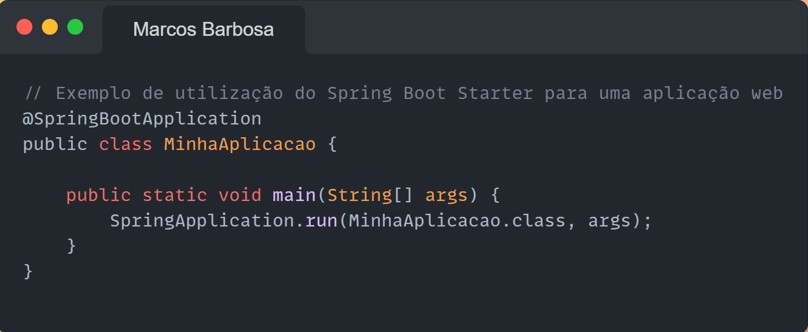 Marcos Barbosa
// Exemplo de utilização do Spring Boot Starter para uma aplicação web
@SpringBootApplication
public class MinhaAplicacao {
    public static void main(String[] args) {
        SpringApplication.run(MinhaAplicacao.class, args);
    }
}